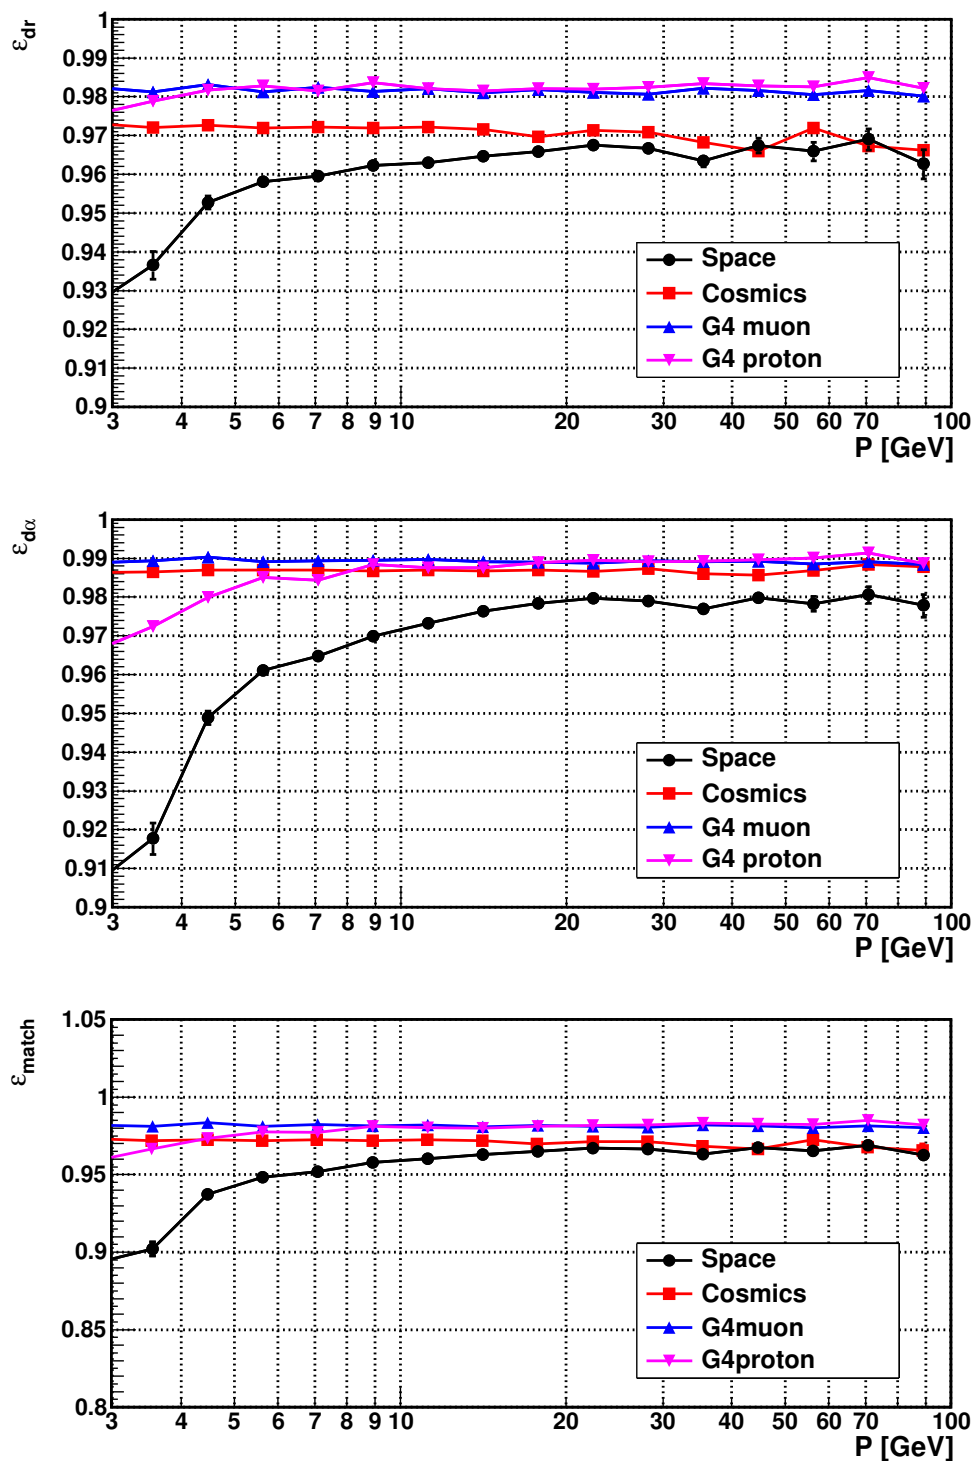 ε_dr
1
0.99
0.98
0.97
0.96
0.95
0.94
0.93
0.92
0.91
0.9
Space
Cosmics
G4 muon
G4 proton
3 4 5 6 7 8 9 10 20 30 40 50 60 70 100
P [GeV]
ε_dα
1
0.99
0.98
0.97
0.96
0.95
0.94
0.93
0.92
0.91
0.9
Space
Cosmics
G4 muon
G4 proton
3 4 5 6 7 8 9 10 20 30 40 50 60 70 100
P [GeV]
ε_match
1.05
1
0.95
0.9
0.85
0.8
Space
Cosmics
G4muon
G4proton
3 4 5 6 7 8 9 10 20 30 40 50 60 70 100
P [GeV]